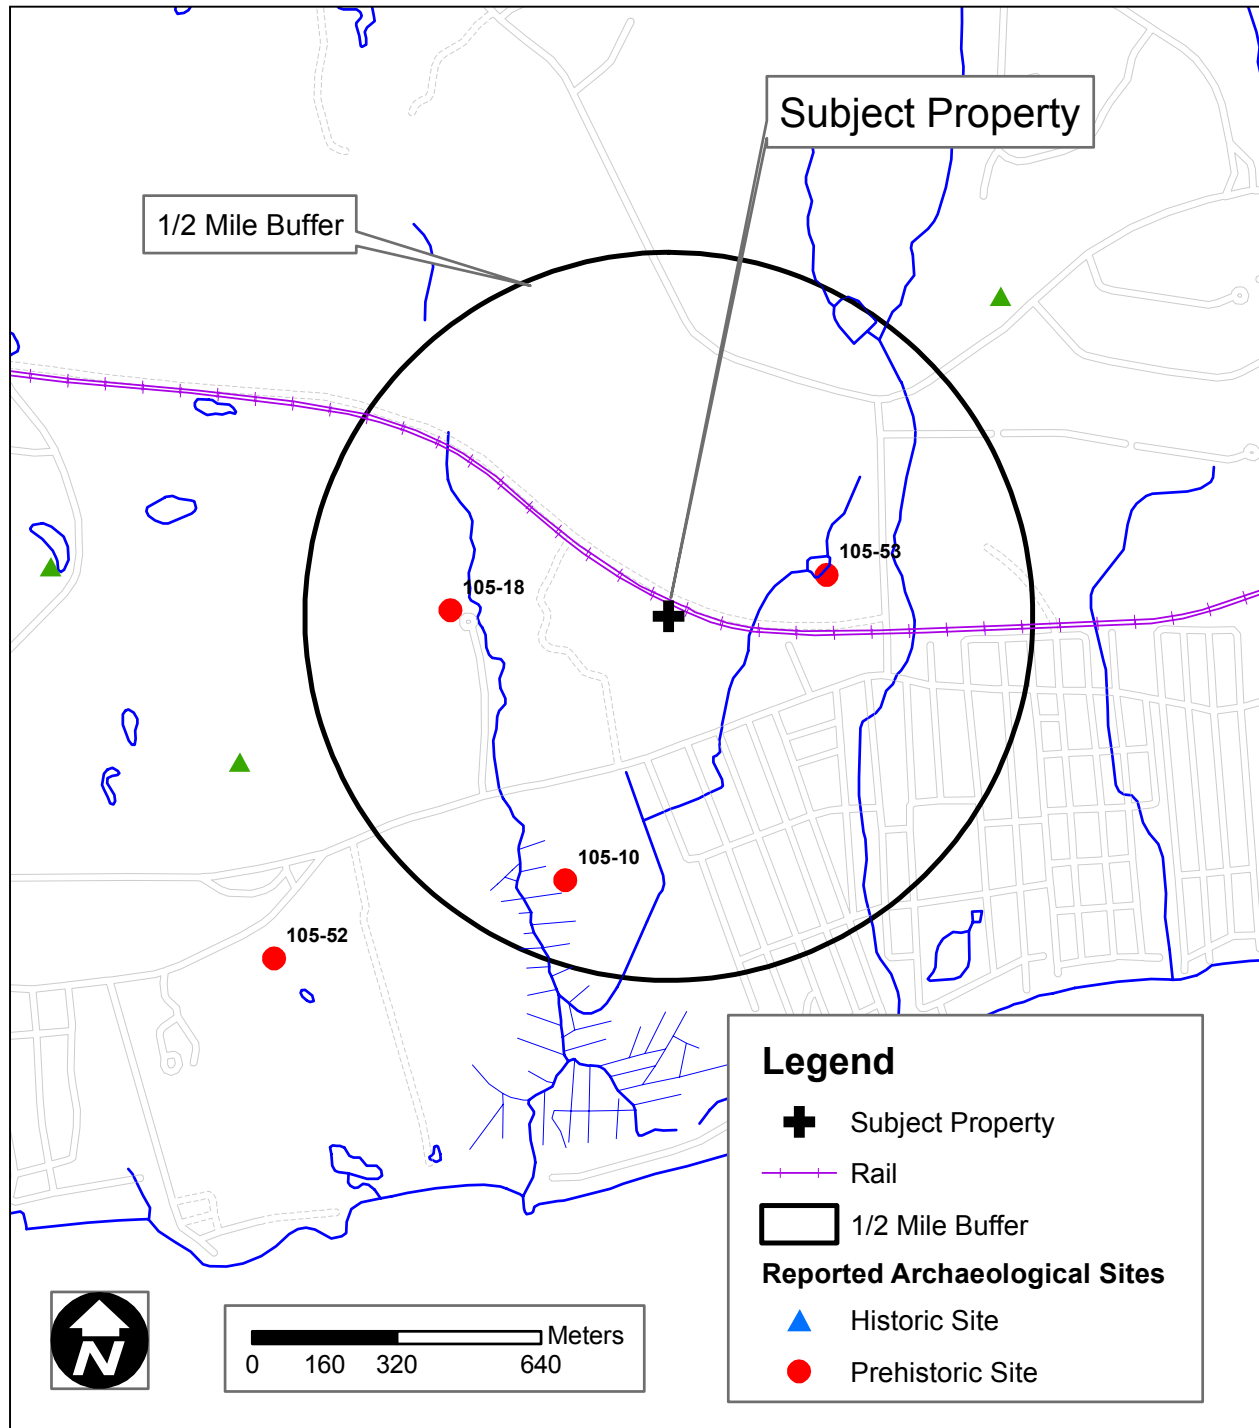 Subject Property
1/2 Mile Buffer
105-53
105-18
105-10
105-52
Legend
Subject Property
Rail
1/2 Mile Buffer
Reported Archaeological Sites
Historic Site
Prehistoric Site
N
Meters
0 160 320 640